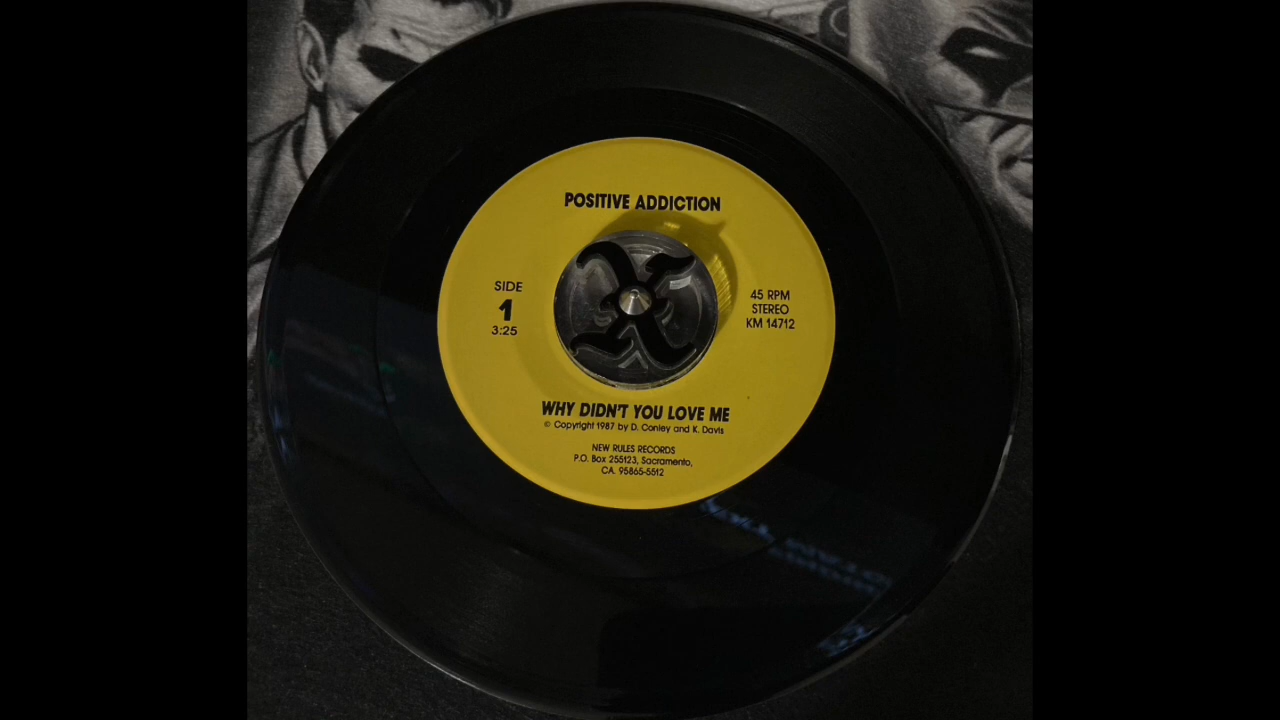 POSITIVE ADDICTION
SIDE
1
3:25
45 RPM
STEREO
KM 14712
WHY DIDN'T YOU LOVE ME
© Copyright 1987 by D. Conley and K. Davis
NEW RULES RECORDS
P.O. Box 255123, Sacramento,
CA. 95865-5512